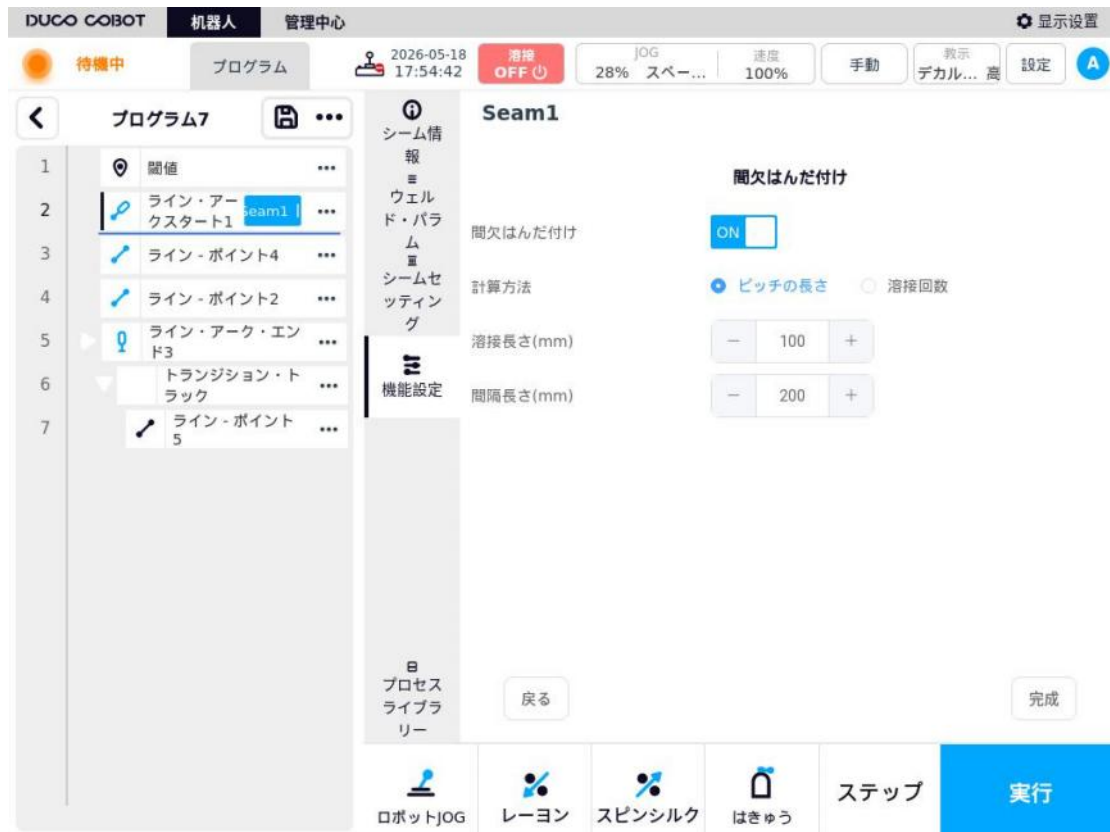 DUCO COBOT 机器人 管理中心 显示设置
待機中 プログラム 2026-05-18 17:54:42 溶接 OFF JOG 28% スペー... 速度 100% 手動 教示 デカル... 高 設定 A
プログラム7
1 閾値
2 ライン・アークスタート1 Seam1
3 ライン - ポイント4
4 ライン - ポイント2
5 ライン・アーク・エンド3
6 トランジション・トラック
7 ライン - ポイント5
シーム情報
ウェルド・パラム
シームセッティング
機能設定
プロセスライブラリー
Seam1
間欠はんだ付け
間欠はんだ付け ON
計算方法 ピッチの長さ 溶接回数
溶接長さ(mm) − 100 +
間隔長さ(mm) − 200 +
戻る 完成
ロボットJOG レーヨン スピンシルク はきゅう ステップ 実行